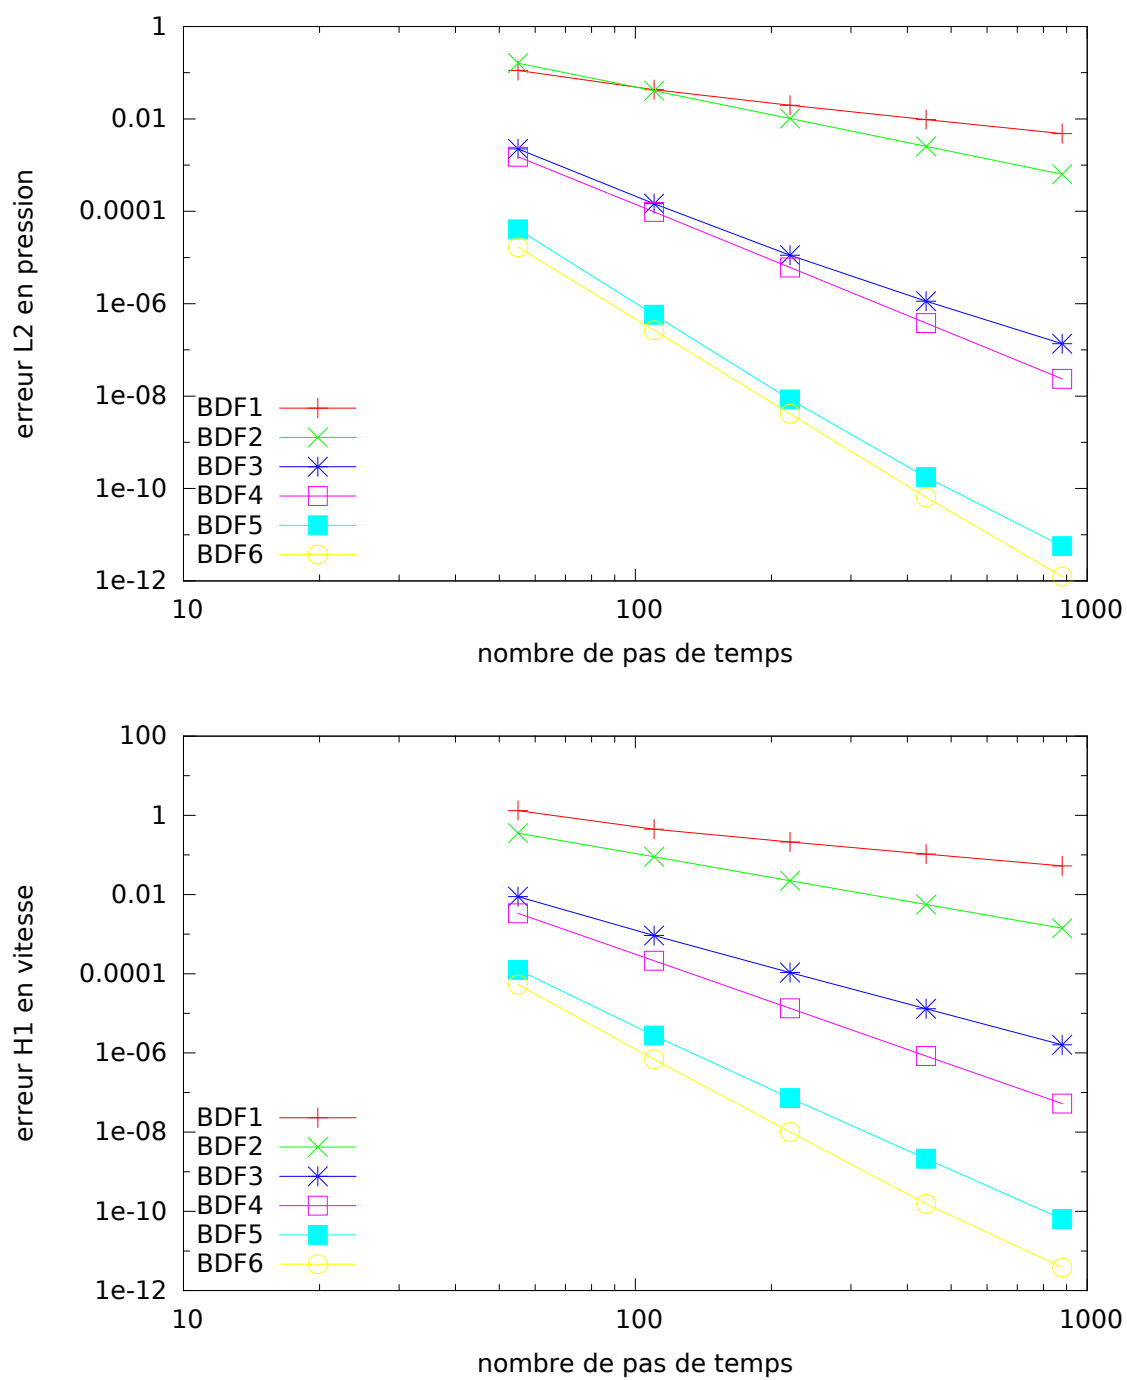 1
0.01
0.0001
1e-06
1e-08
1e-10
1e-12
erreur L2 en pression
BDF1
BDF2
BDF3
BDF4
BDF5
BDF6
10 100 1000
nombre de pas de temps
100
1
0.01
0.0001
1e-06
1e-08
1e-10
1e-12
erreur H1 en vitesse
BDF1
BDF2
BDF3
BDF4
BDF5
BDF6
10 100 1000
nombre de pas de temps